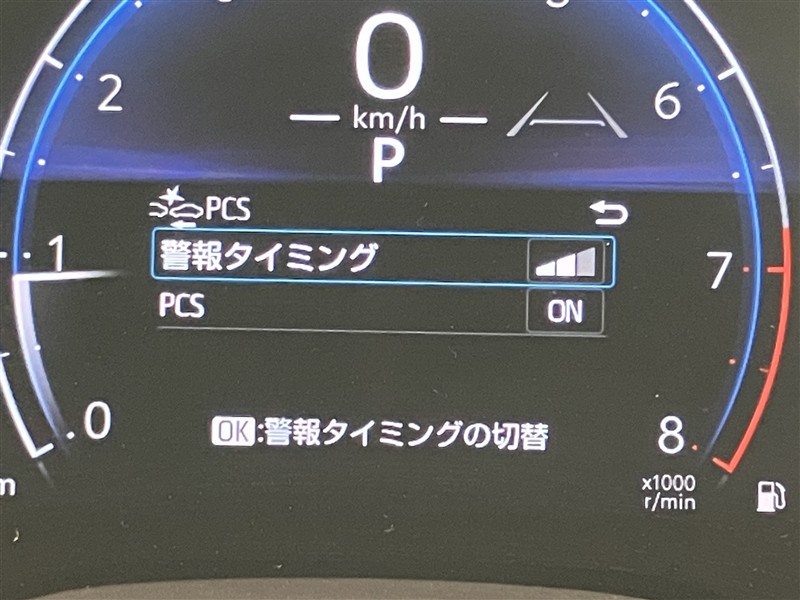 0
km/h
P
2
6
PCS
1
警報タイミング
7
PCS ON
0
OK:警報タイミングの切替
8
x1000
r/min